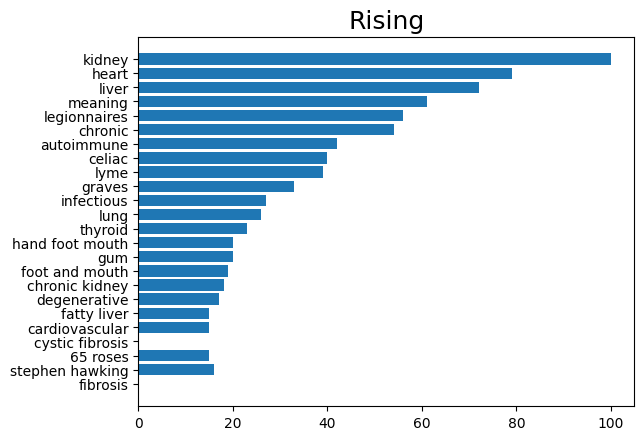 Rising
kidney
heart
liver
meaning
legionnaires
chronic
autoimmune
celiac
lyme
graves
infectious
lung
thyroid
hand foot mouth
gum
foot and mouth
chronic kidney
degenerative
fatty liver
cardiovascular
cystic fibrosis
65 roses
stephen hawking
fibrosis
0 20 40 60 80 100